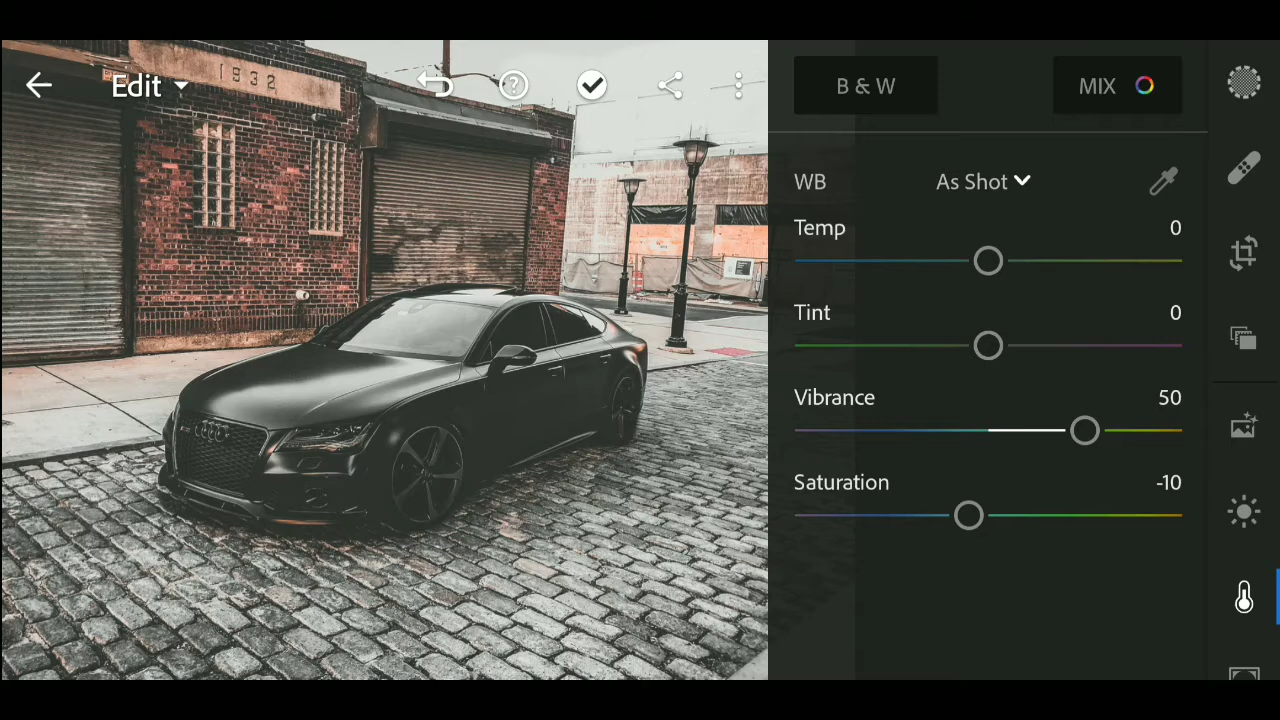 1932
Edit
?
B & W
MIX
WB
As Shot
Temp
0
Tint
0
Vibrance
50
Saturation
-10